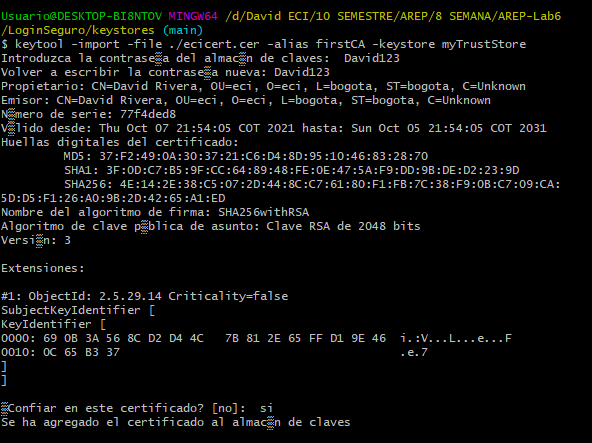 Usuario@DESKTOP-BI8NTOV MINGW64 /d/David ECI/10 SEMESTRE/AREP/8 SEMANA/AREP-Lab6
/LoginSeguro/keystores (main)
$ keytool -import -file ./ecicert.cer -alias firstCA -keystore myTrustStore
Introduzca la contrase▒a del almac▒n de claves:  David123
Volver a escribir la contrase▒a nueva: David123
Propietario: CN=David Rivera, OU=eci, O=eci, L=bogota, ST=bogota, C=Unknown
Emisor: CN=David Rivera, OU=eci, O=eci, L=bogota, ST=bogota, C=Unknown
N▒mero de serie: 77f4ded8
V▒lido desde: Thu Oct 07 21:54:05 COT 2021 hasta: Sun Oct 05 21:54:05 COT 2031
Huellas digitales del certificado:
MD5: 37:F2:49:0A:30:37:21:C6:D4:8D:95:10:46:83:28:70
SHA1: 3F:0D:C7:B5:9F:CC:64:89:48:FE:0E:47:5A:F9:DD:9B:DE:D2:23:9D
SHA256: 4E:14:2E:38:C5:07:2D:44:8C:C7:61:80:F1:FB:7C:38:F9:0B:C7:09:CA:
5D:D5:F1:26:A0:9B:2D:42:65:A1:ED
Nombre del algoritmo de firma: SHA256withRSA
Algoritmo de clave p▒blica de asunto: Clave RSA de 2048 bits
Versi▒n: 3
Extensiones:
#1: ObjectId: 2.5.29.14 Criticality=false
SubjectKeyIdentifier [
KeyIdentifier [
0000: 69 0B 3A 56 8C D2 D4 4C   7B 81 2E 65 FF D1 9E 46  i.:V...L...e...F
0010: 0C 65 B3 37                                        .e.7
]
]
▒Confiar en este certificado? [no]:  si
Se ha agregado el certificado al almac▒n de claves